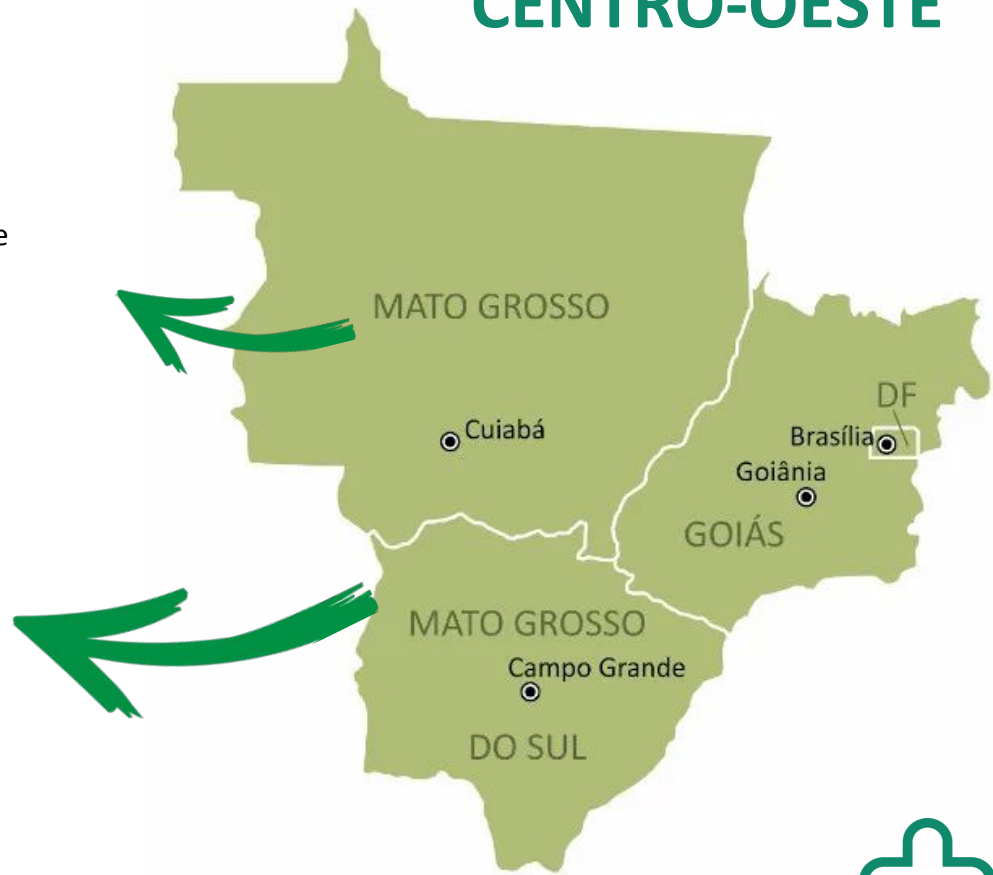 CENTRO-OESTE
e
MATO GROSSO
DF
Cuiabá
Brasília
Goiânia
GOIÁS
MATO GROSSO
Campo Grande
DO SUL